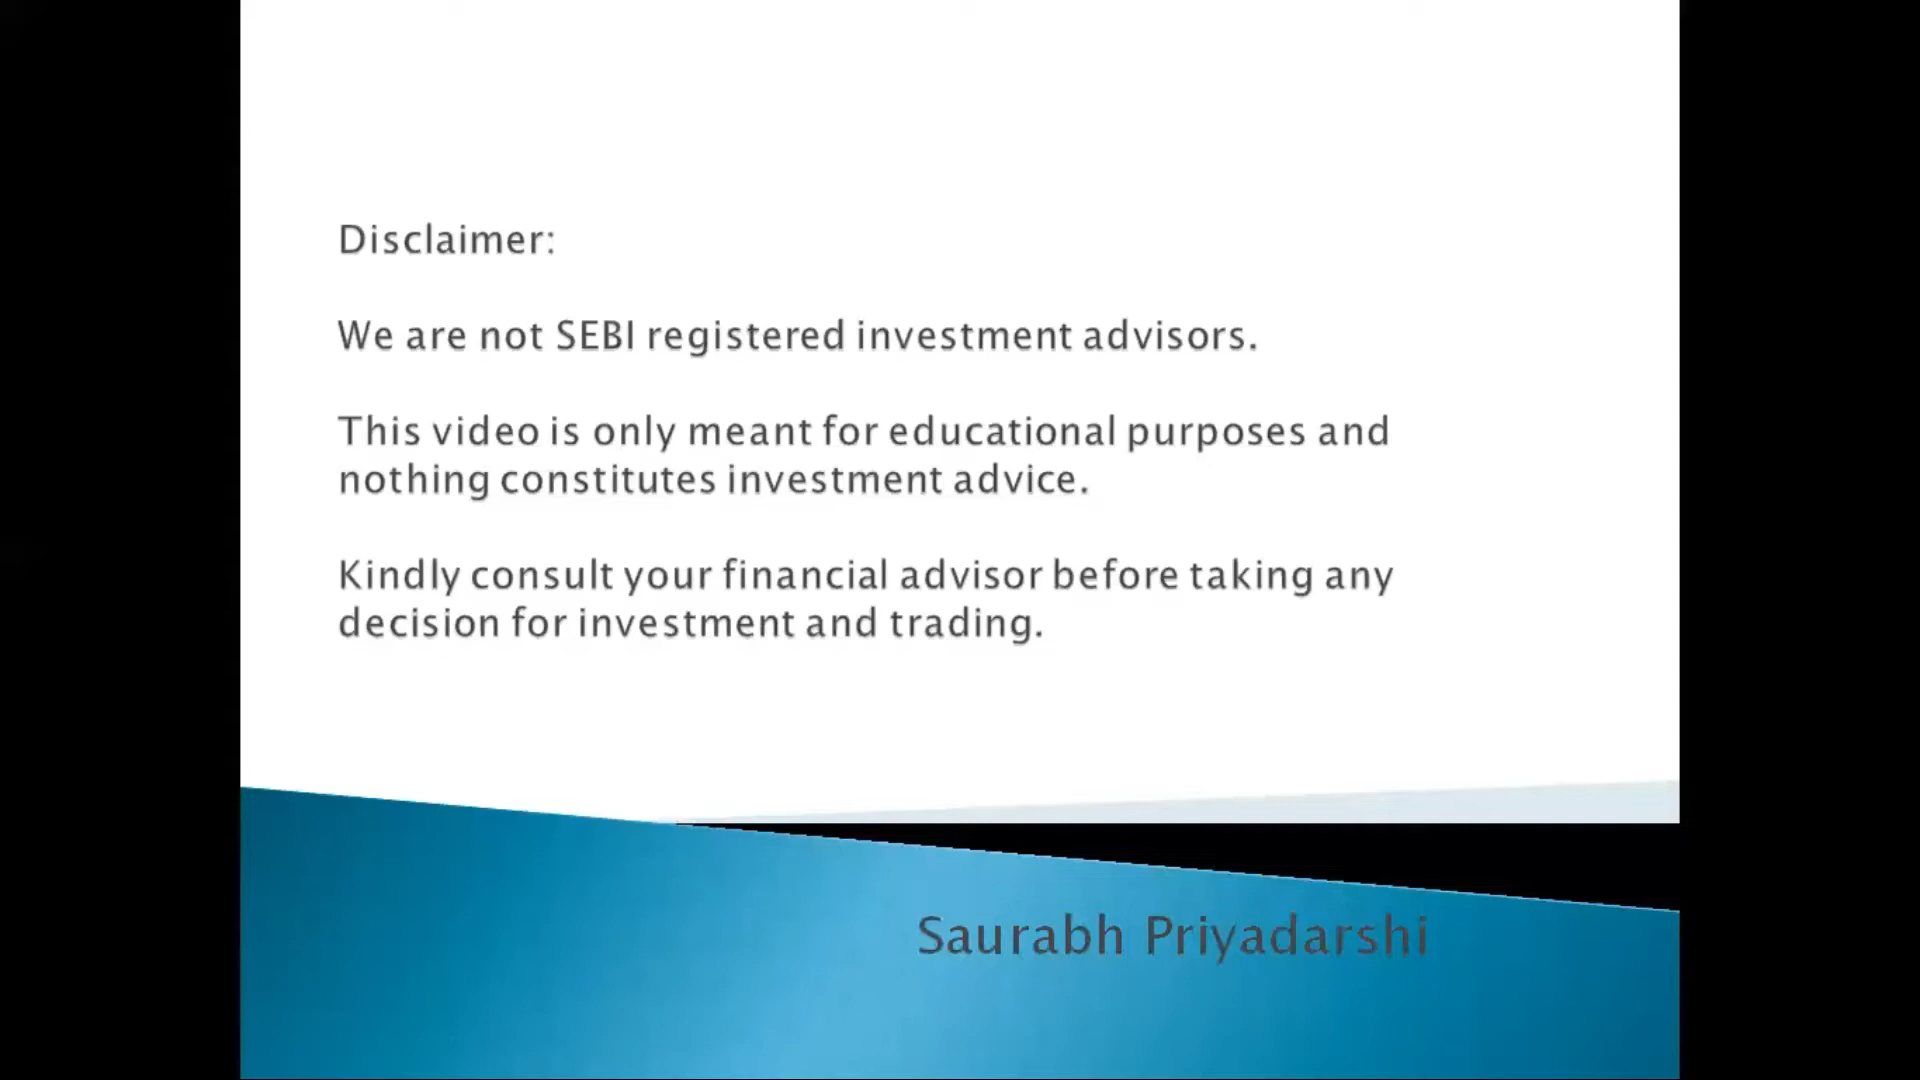 Disclaimer:
We are not SEBI registered investment advisors.
This video is only meant for educational purposes and
nothing constitutes investment advice.
Kindly consult your financial advisor before taking any
decision for investment and trading.
Saurabh Priyadarshi